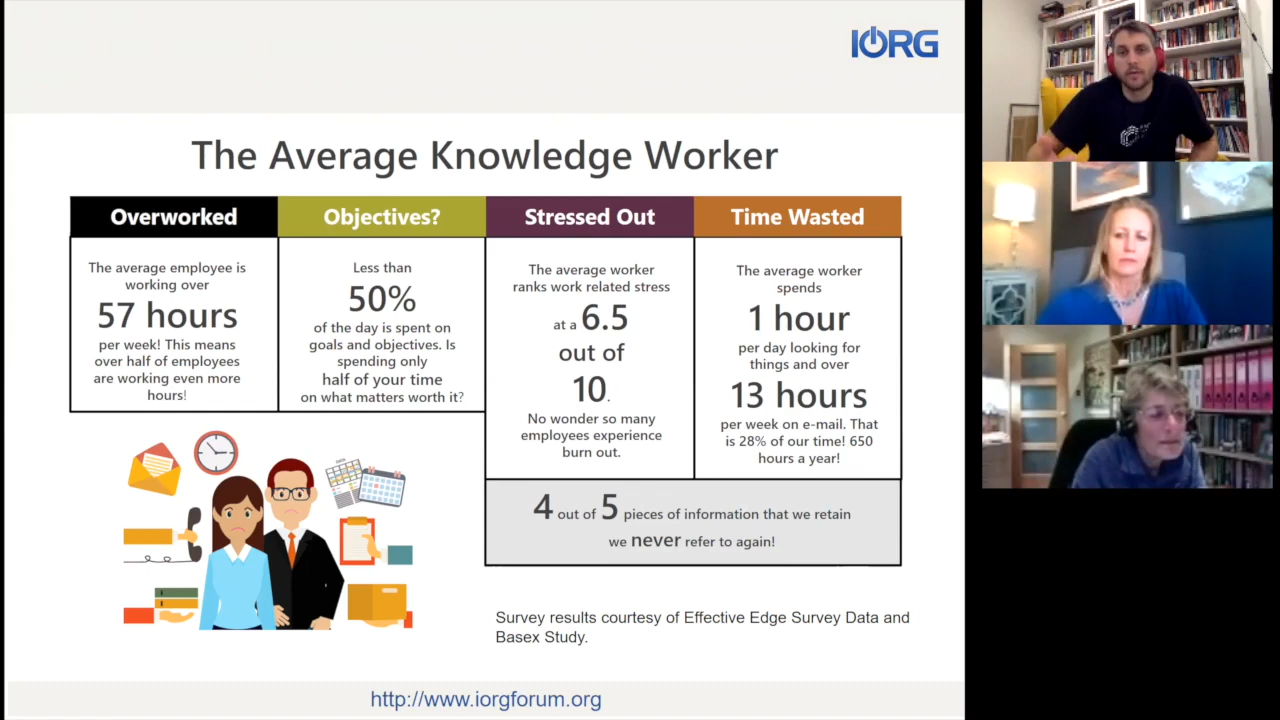 IORG
The Average Knowledge Worker
Overworked
The average employee is
working over
57 hours
per week! This means
over half of employees
are working even more
hours!
Objectives?
Less than
50%
of the day is spent on
goals and objectives. Is
spending only
half of your time
on what matters worth it?
Stressed Out
The average worker
ranks work related stress
at a 6.5
out of
10.
No wonder so many
employees experience
burn out.
Time Wasted
The average worker
spends
1 hour
per day looking for
things and over
13 hours
per week on e-mail. That
is 28% of our time! 650
hours a year!
4 out of 5 pieces of information that we retain
we never refer to again!
Survey results courtesy of Effective Edge Survey Data and
Basex Study.
http://www.iorgforum.org